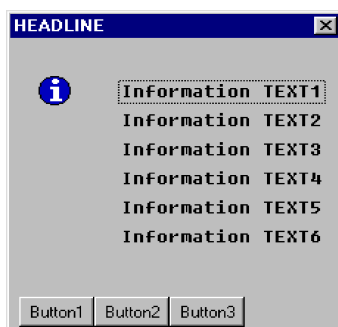 HEADLINE
Information TEXT1
Information TEXT2
Information TEXT3
Information TEXT4
Information TEXT5
Information TEXT6
Button1 Button2 Button3